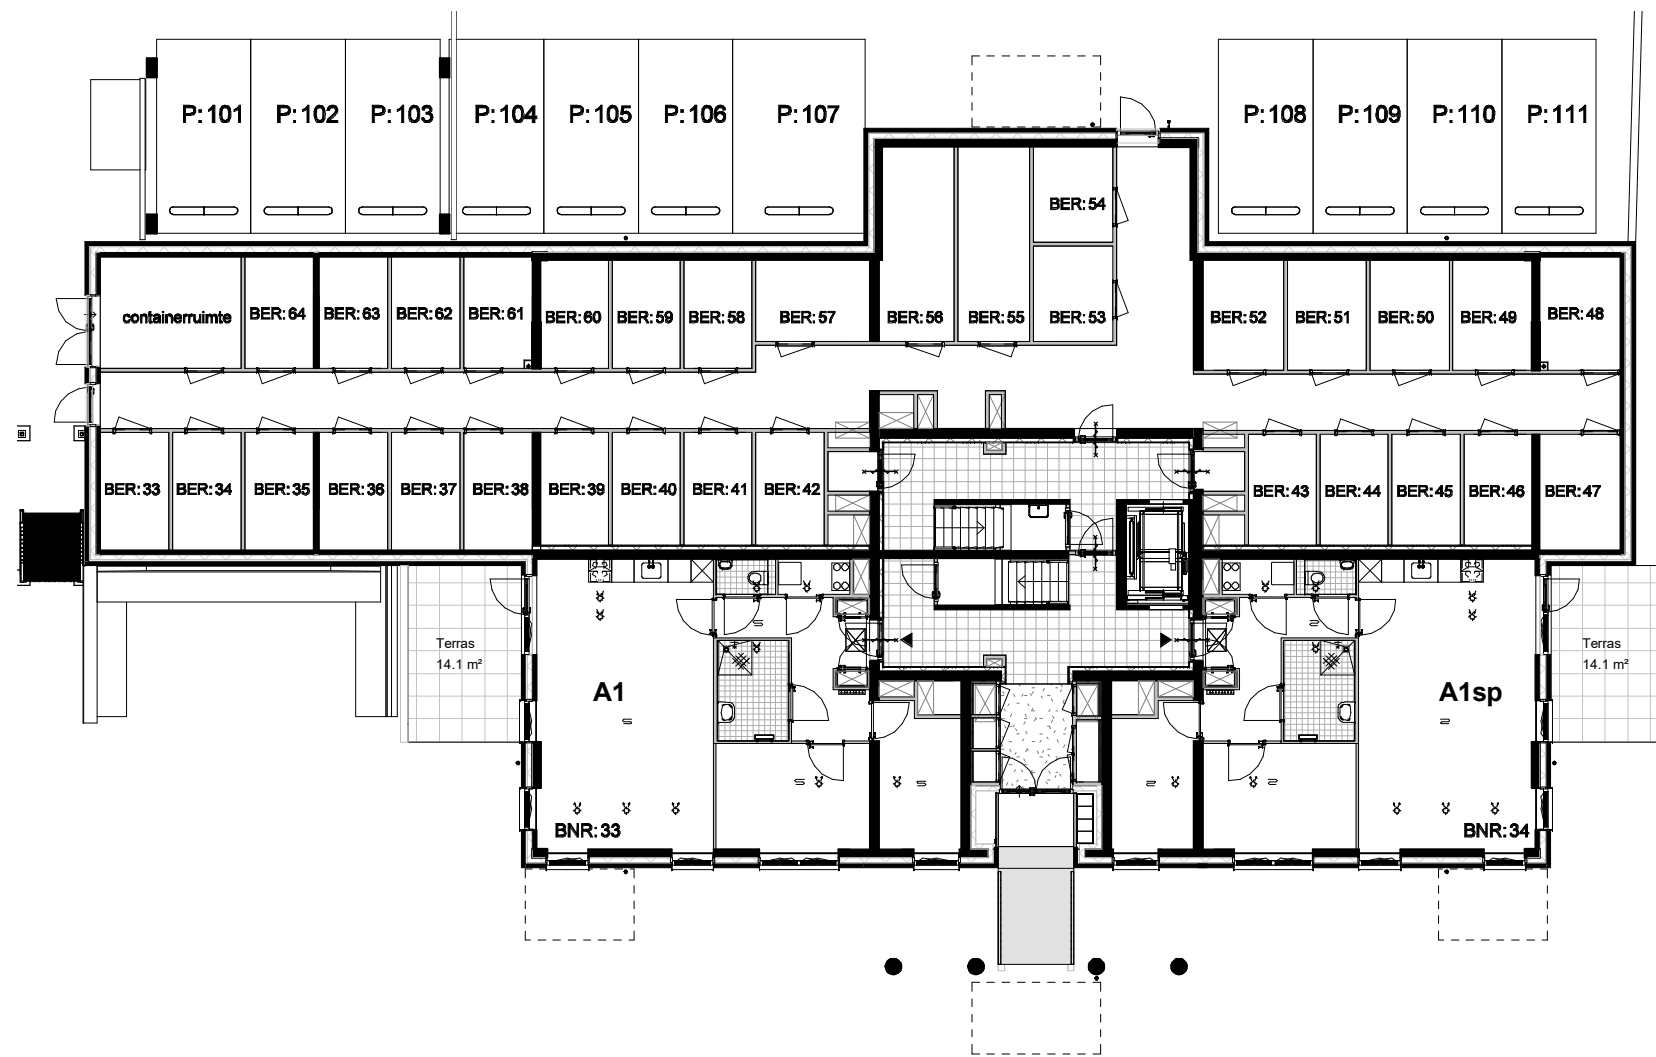 P:101
P:102
P:103
P:104
P:105
P:106
P:107
P:108
P:109
P:110
P:111
BER:54
containerruimte
BER:64
BER:63
BER:62
BER:61
BER:60
BER:59
BER:58
BER:57
BER:56
BER:55
BER:53
BER:52
BER:51
BER:50
BER:49
BER:48
BER:33
BER:34
BER:35
BER:36
BER:37
BER:38
BER:39
BER:40
BER:41
BER:42
BER:43
BER:44
BER:45
BER:46
BER:47
Terras
14.1 m²
A1
A1sp
Terras
14.1 m²
BNR:33
BNR:34